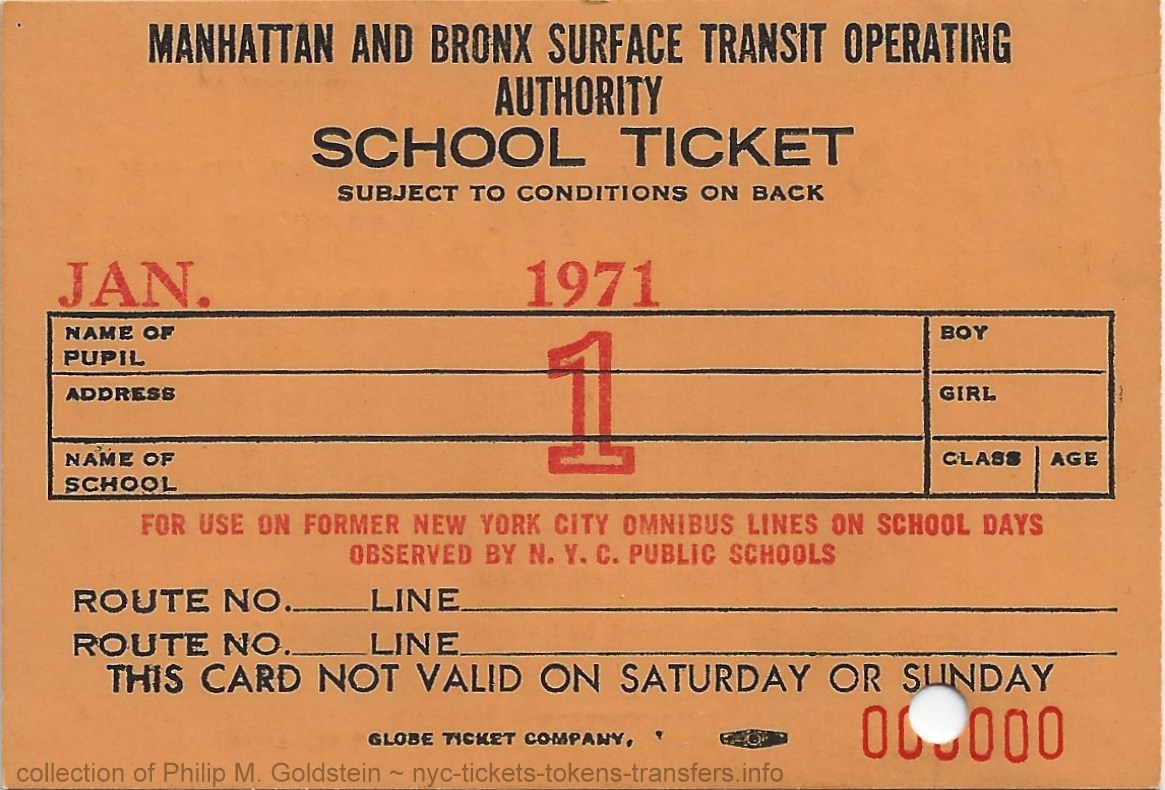 MANHATTAN AND BRONX SURFACE TRANSIT OPERATING
AUTHORITY
SCHOOL TICKET
SUBJECT TO CONDITIONS ON BACK
JAN. 1971
NAME OF PUPIL
BOY
1
ADDRESS
GIRL
NAME OF SCHOOL
CLASS AGE
FOR USE ON FORMER NEW YORK CITY OMNIBUS LINES ON SCHOOL DAYS
OBSERVED BY N. Y. C. PUBLIC SCHOOLS
ROUTE NO.____LINE____
ROUTE NO.____LINE____
THIS CARD NOT VALID ON SATURDAY OR SUNDAY
GLOBE TICKET COMPANY,
000000
collection of Philip M. Goldstein ~ nyc-tickets-tokens-transfers.info